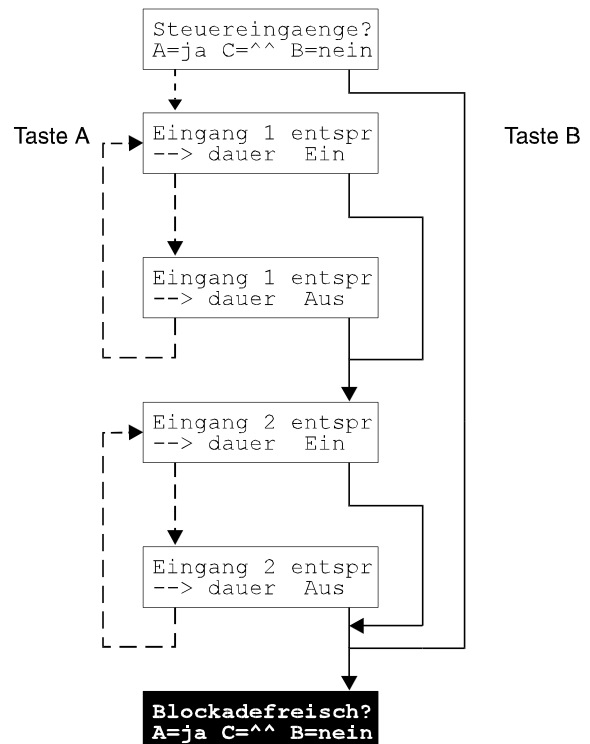 Steuereingaenge?
A=ja C=^^ B=nein
Taste A
Taste B
Eingang 1 entspr
--> dauer  Ein
Eingang 1 entspr
--> dauer  Aus
Eingang 2 entspr
--> dauer  Ein
Eingang 2 entspr
--> dauer  Aus
Blockadefreisch?
A=ja C=^^ B=nein